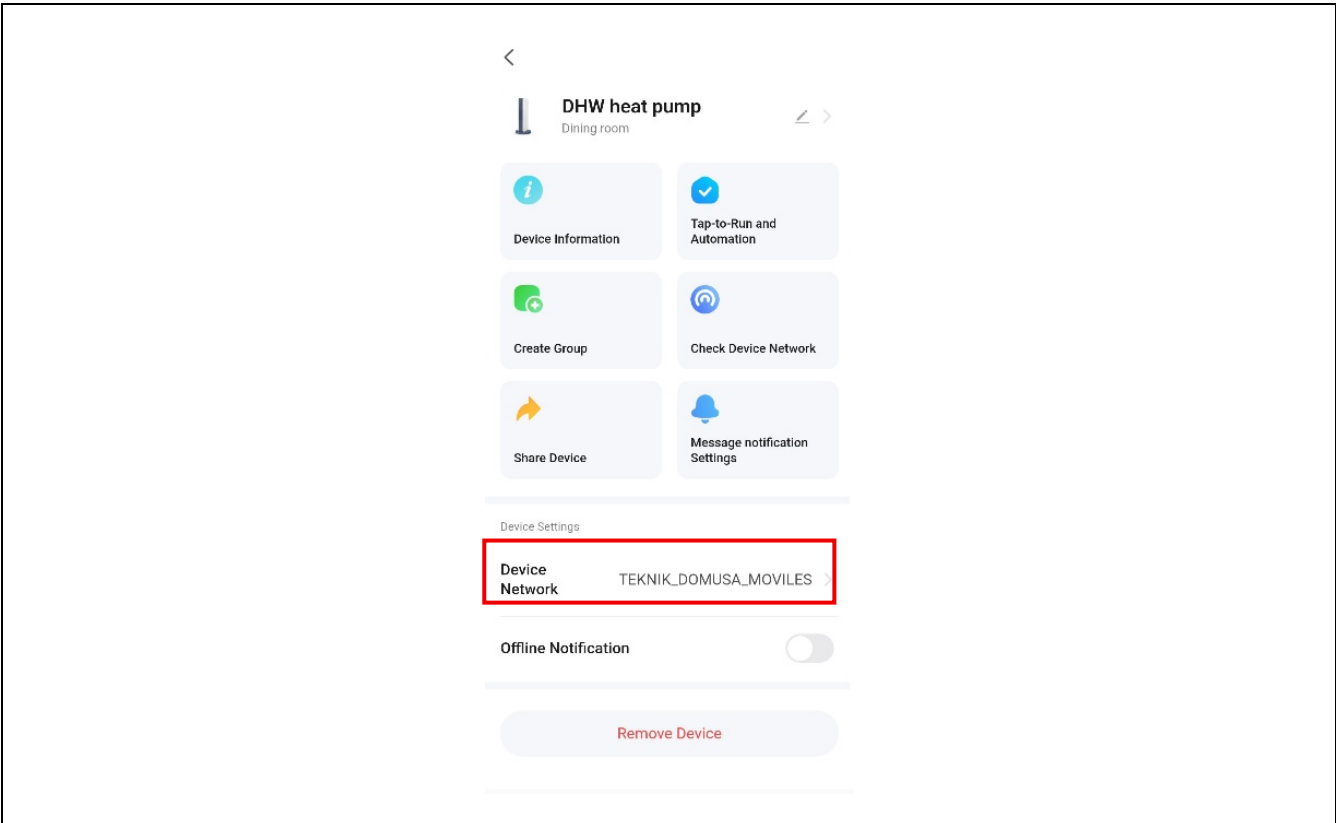 DHW heat pump
Dining room
Device Information
Tap-to-Run and
Automation
Create Group
Check Device Network
Share Device
Message notification
Settings
Device Settings
Device
Network
TEKNIK_DOMUSA_MOVILES
Offline Notification
Remove Device